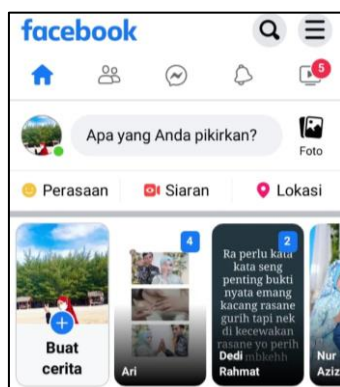 facebook
5
Apa yang Anda pikirkan?
Foto
Perasaan
Siaran
Lokasi
Buat
cerita
4
Ari
2
Ra perlu kata
kata seng
penting bukti
nyata emang
kacang rasane
gurih tapi nek
di kecewakan
rasane yo perih
Dedi
Rahmat
Nur
Aziz